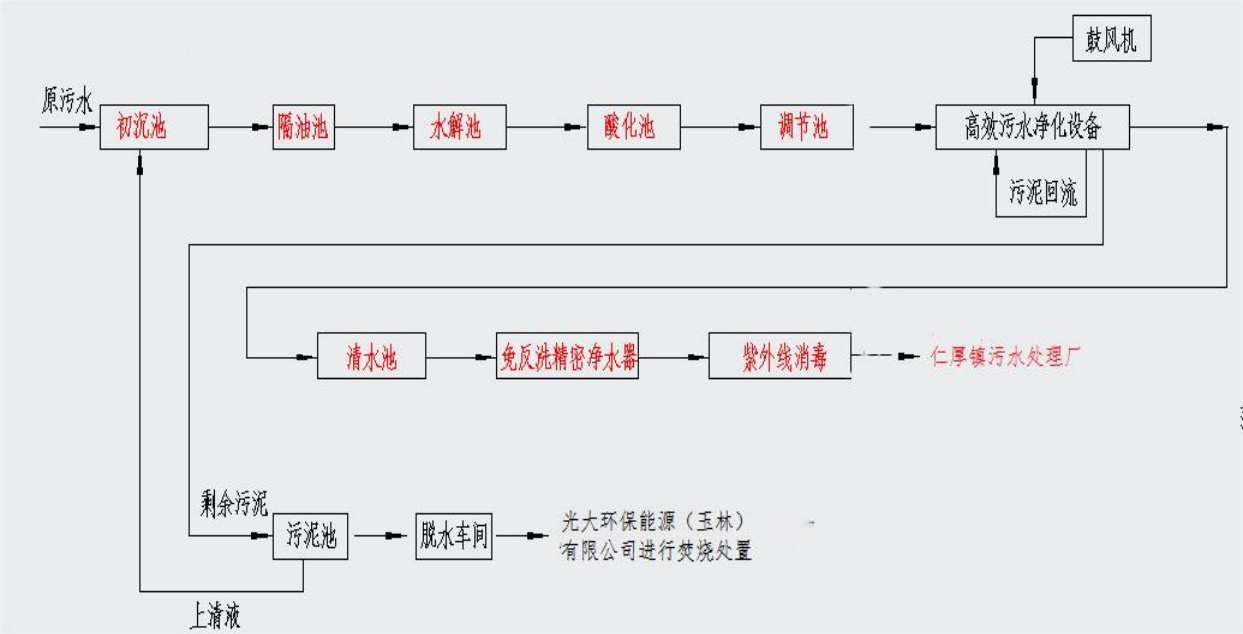 鼓风机
原污水
初沉池
隔油池
水解池
酸化池
调节池
高效污水净化设备
污泥回流
清水池
免反洗精密净水器
紫外线消毒
仁厚镇污水处理厂
剩余污泥
污泥池
脱水车间
光大环保能源（玉林）
有限公司进行焚烧处置
上清液